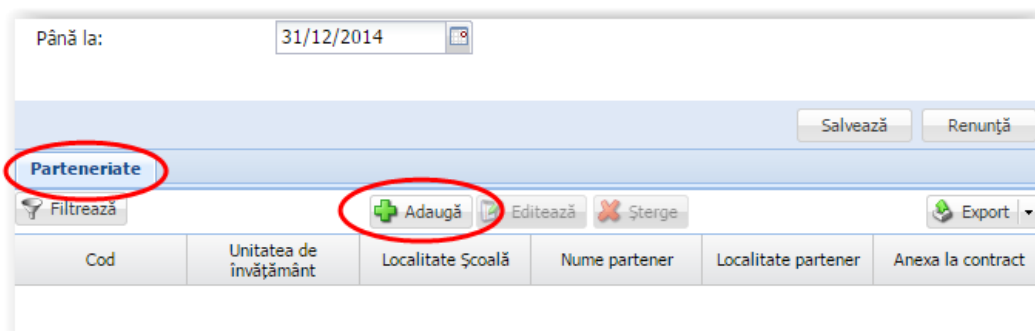 Până la:
31/12/2014
Salvează Renunță
Parteneriate
Filtrează Adaugă Editează Șterge Export
Cod Unitatea de învățământ Localitate Școală Nume partener Localitate partener Anexa la contract